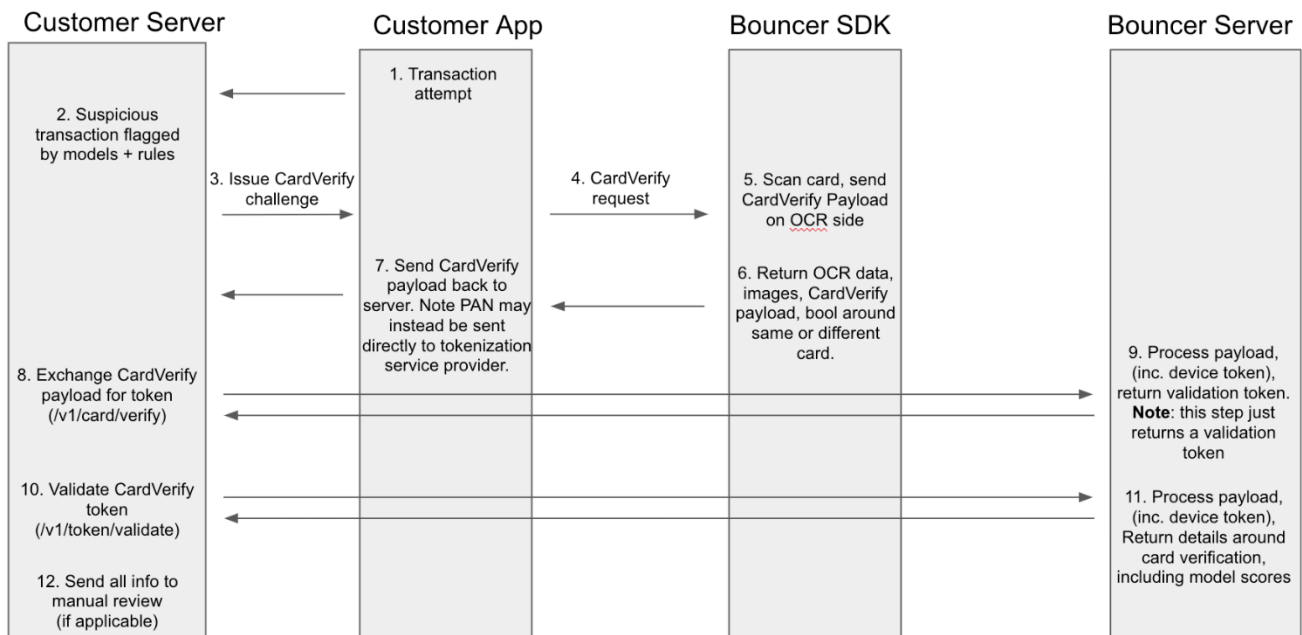 Customer Server
Customer App
Bouncer SDK
Bouncer Server
1. Transaction
attempt
2. Suspicious
transaction flagged
by models + rules
3. Issue CardVerify
challenge
4. CardVerify
request
5. Scan card, send
CardVerify Payload
on OCR side
6. Return OCR data,
images, CardVerify
payload, bool around
same or different
card.
7. Send CardVerify
payload back to
server. Note PAN may
instead be sent
directly to tokenization
service provider.
8. Exchange CardVerify
payload for token
(/v1/card/verify)
9. Process payload,
(inc. device token),
return validation token.
Note: this step just
returns a validation
token
10. Validate CardVerify
token
(/v1/token/validate)
11. Process payload,
(inc. device token),
Return details around
card verification,
including model scores
12. Send all info to
manual review
(if applicable)